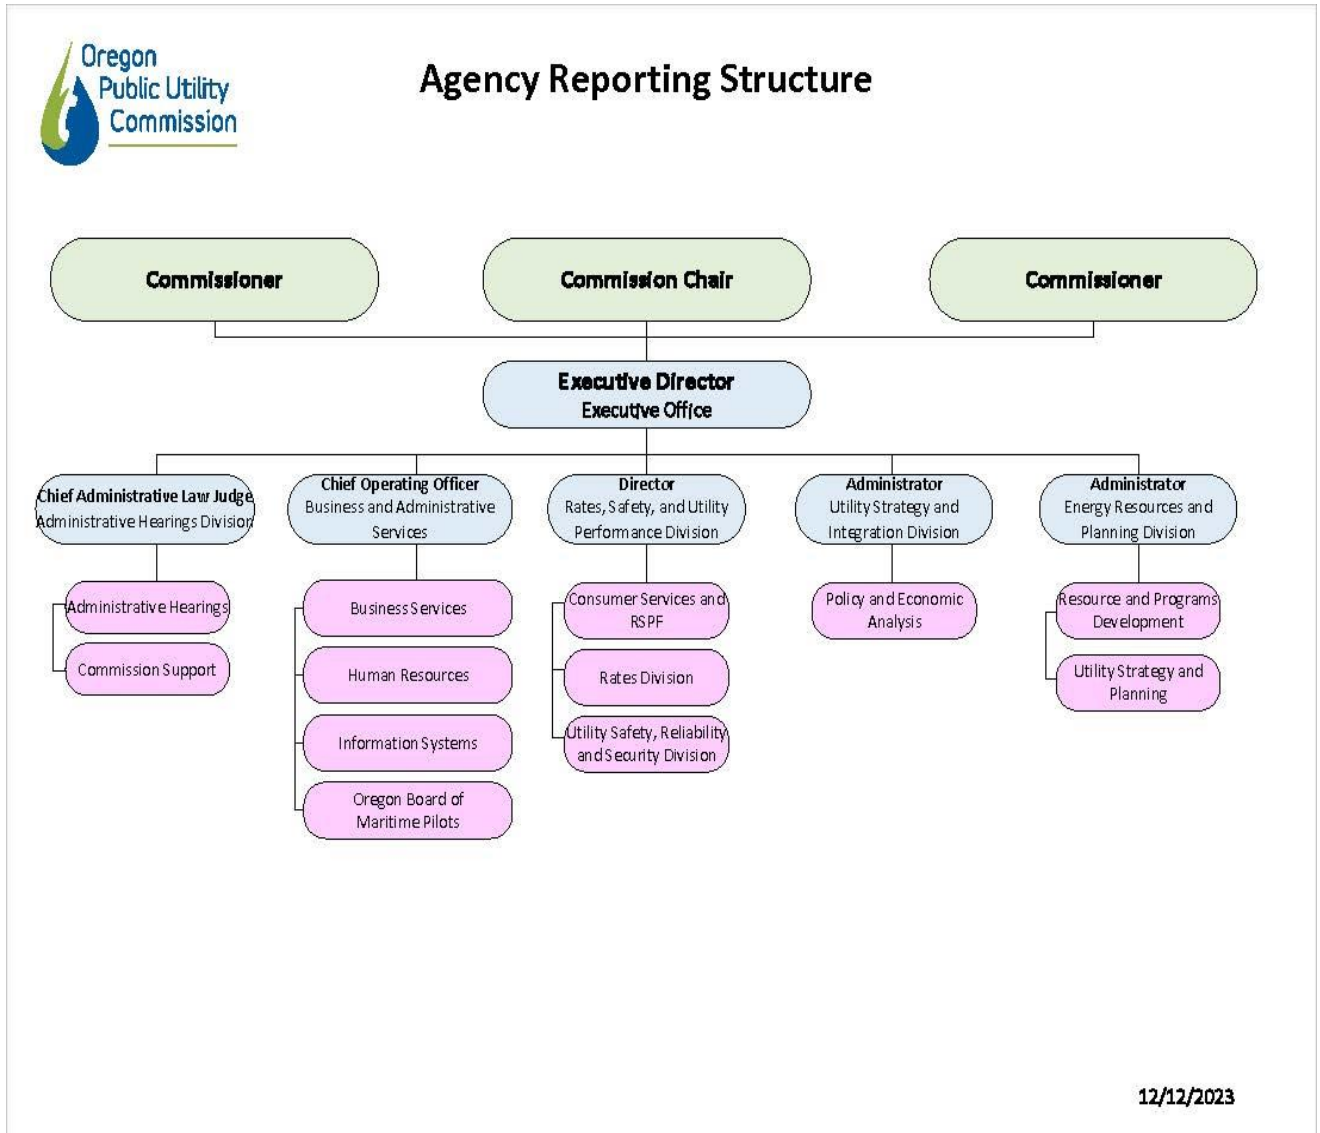 Oregon
Public Utility
Commission
Agency Reporting Structure
Commissioner
Commission Chair
Commissioner
Executive Director
Executive Office
Chief Administrative Law Judge
Administrative Hearings Division
Chief Operating Officer
Business and Administrative
Services
Director
Rates, Safety, and Utility
Performance Division
Administrator
Utility Strategy and
Integration Division
Administrator
Energy Resources and
Planning Division
Administrative Hearings
Commission Support
Business Services
Human Resources
Information Systems
Oregon Board of
Maritime Pilots
Consumer Services and
RSPF
Rates Division
Utility Safety, Reliability
and Security Division
Policy and Economic
Analysis
Resource and Programs
Development
Utility Strategy and
Planning
12/12/2023